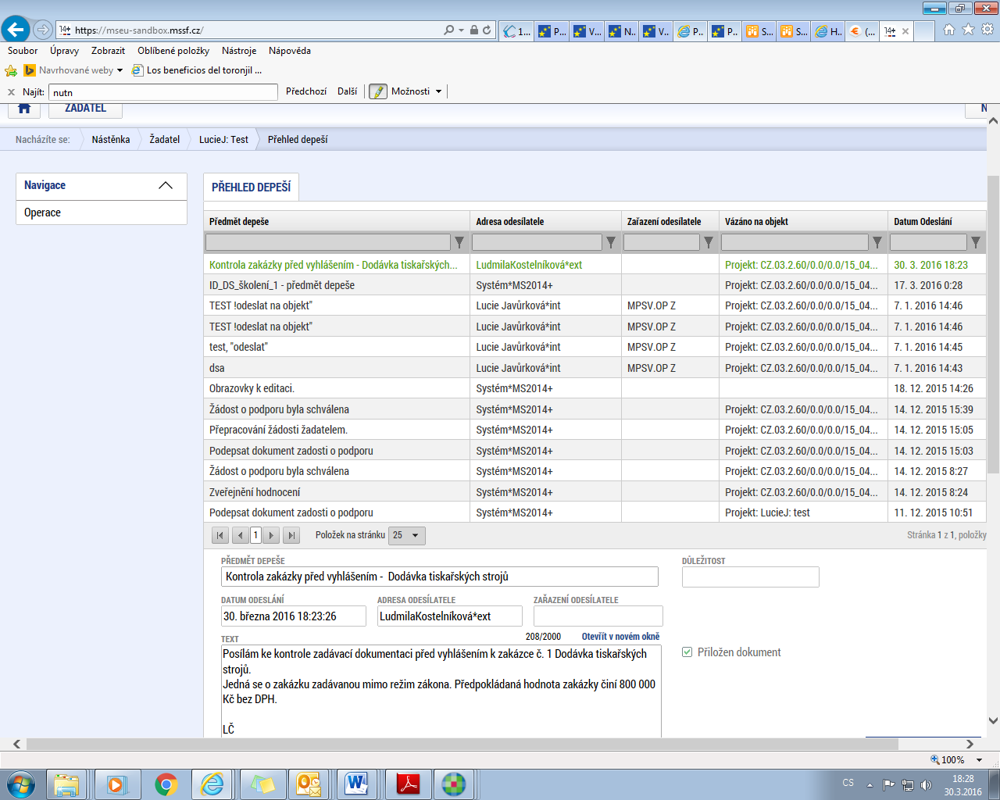 https://mseu-sandbox.mssf.cz/
1...
P...
V...
N...
V...
P...
P...
S...
S...
H...
(...
14+
Soubor Úpravy Zobrazit Oblíbené položky Nástroje Nápověda
Navrhované weby Los beneficios del toronjil ...
Najít: nutn Předchozí Další Možnosti
ŽADATEL N
Nacházíte se: Nástěnka Žadatel LucieJ: Test Přehled depeší
Navigace
Operace
PŘEHLED DEPEŠÍ
Předmět depeše Adresa odesílatele Zařazení odesílatele Vázáno na objekt Datum Odeslání
Kontrola zakázky před vyhlášením - Dodávka tiskařských... LudmilaKostelníková*ext Projekt: CZ.03.2.60/0.0/0.0/15_04... 30. 3. 2016 18:23
ID_DS_školení_1 - předmět depeše Systém*MS2014+ Projekt: CZ.03.2.60/0.0/0.0/15_04... 17. 3. 2016 0:28
TEST !odeslat na objekt" Lucie Javůrková*int MPSV.OP Z Projekt: CZ.03.2.60/0.0/0.0/15_04... 7. 1. 2016 14:46
TEST !odeslat na objekt" Lucie Javůrková*int MPSV.OP Z Projekt: CZ.03.2.60/0.0/0.0/15_04... 7. 1. 2016 14:46
test, "odeslat" Lucie Javůrková*int MPSV.OP Z Projekt: CZ.03.2.60/0.0/0.0/15_04... 7. 1. 2016 14:45
dsa Lucie Javůrková*int MPSV.OP Z Projekt: CZ.03.2.60/0.0/0.0/15_04... 7. 1. 2016 14:43
Obrazovky k editaci. Systém*MS2014+ 18. 12. 2015 14:26
Žádost o podporu byla schválena Systém*MS2014+ Projekt: CZ.03.2.60/0.0/0.0/15_04... 14. 12. 2015 15:39
Přepracování žádosti žadatelem. Systém*MS2014+ Projekt: CZ.03.2.60/0.0/0.0/15_04... 14. 12. 2015 15:05
Podepsat dokument zadosti o podporu Systém*MS2014+ Projekt: CZ.03.2.60/0.0/0.0/15_04... 14. 12. 2015 15:03
Žádost o podporu byla schválena Systém*MS2014+ Projekt: CZ.03.2.60/0.0/0.0/15_04... 14. 12. 2015 8:27
Zveřejnění hodnocení Systém*MS2014+ Projekt: CZ.03.2.60/0.0/0.0/15_04... 14. 12. 2015 8:24
Podepsat dokument zadosti o podporu Systém*MS2014+ Projekt: LucieJ: test 11. 12. 2015 10:51
1 Položek na stránku 25 Stránka 1 z 1, položky
PŘEDMĚT DEPEŠE DŮLEŽITOST
Kontrola zakázky před vyhlášením - Dodávka tiskařských strojů
DATUM ODESLÁNÍ ADRESA ODESÍLATELE ZAŘAZENÍ ODESÍLATELE
30. března 2016 18:23:26 LudmilaKostelníková*ext
TEXT 208/2000 Otevřít v novém okně
Posílám ke kontrole zadávací dokumentaci před vyhlášením k zakázce č. 1 Dodávka tiskařských
strojů.
Jedná se o zakázku zadávanou mimo režim zákona. Předpokládaná hodnota zakázky činí 800 000
Kč bez DPH.
LČ
Přiložen dokument
100%
CS 18:28
30.3.2016